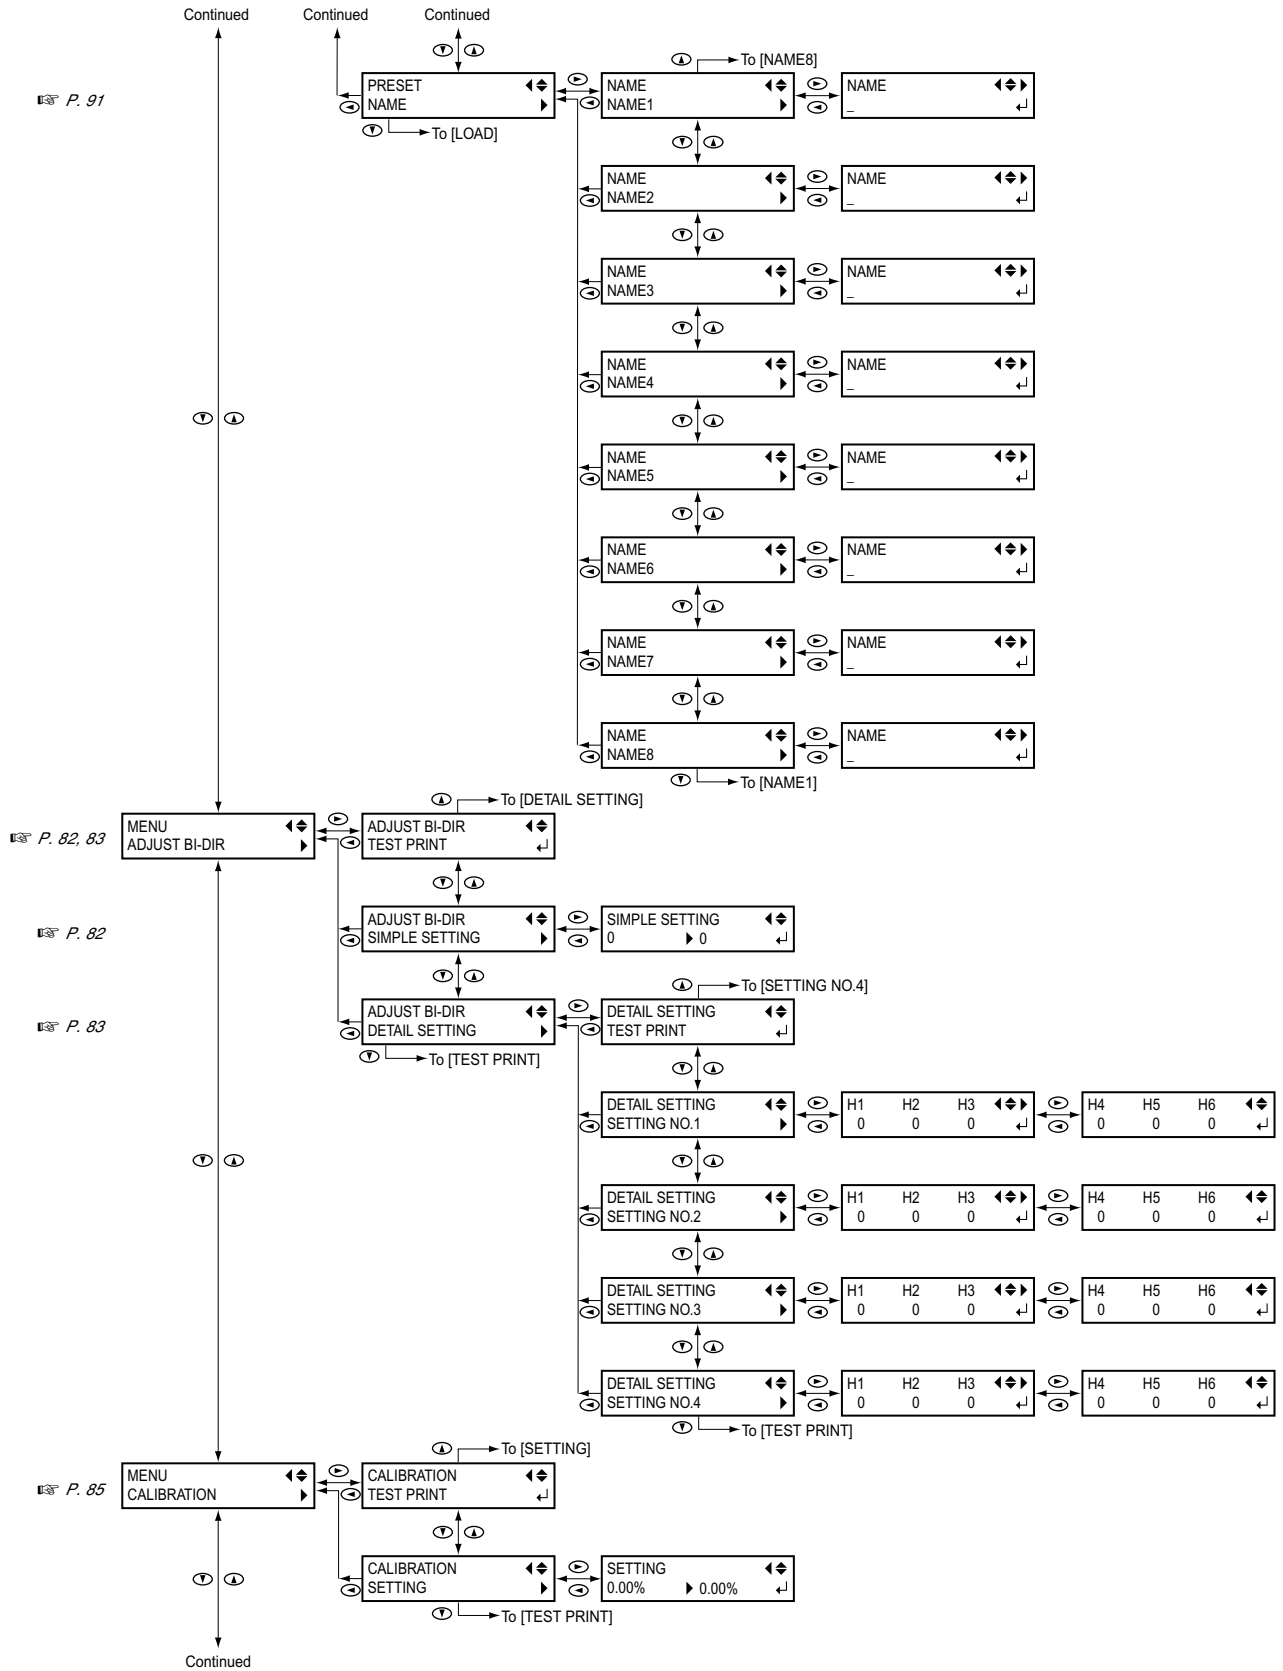 Continued Continued Continued
To [NAME8]
P. 91
PRESET
NAME
NAME
NAME1
NAME
_
To [LOAD]
NAME
NAME2
NAME
_
NAME
NAME3
NAME
_
NAME
NAME4
NAME
_
NAME
NAME5
NAME
_
NAME
NAME6
NAME
_
NAME
NAME7
NAME
_
NAME
NAME8
NAME
_
To [NAME1]
To [DETAIL SETTING]
P. 82, 83
MENU
ADJUST BI-DIR
ADJUST BI-DIR
TEST PRINT
P. 82
ADJUST BI-DIR
SIMPLE SETTING
SIMPLE SETTING
0 0
To [SETTING NO.4]
P. 83
ADJUST BI-DIR
DETAIL SETTING
DETAIL SETTING
TEST PRINT
To [TEST PRINT]
DETAIL SETTING
SETTING NO.1
H1 H2 H3
0 0 0
H4 H5 H6
0 0 0
DETAIL SETTING
SETTING NO.2
H1 H2 H3
0 0 0
H4 H5 H6
0 0 0
DETAIL SETTING
SETTING NO.3
H1 H2 H3
0 0 0
H4 H5 H6
0 0 0
DETAIL SETTING
SETTING NO.4
H1 H2 H3
0 0 0
H4 H5 H6
0 0 0
To [TEST PRINT]
To [SETTING]
P. 85
MENU
CALIBRATION
CALIBRATION
TEST PRINT
CALIBRATION
SETTING
SETTING
0.00% 0.00%
To [TEST PRINT]
Continued